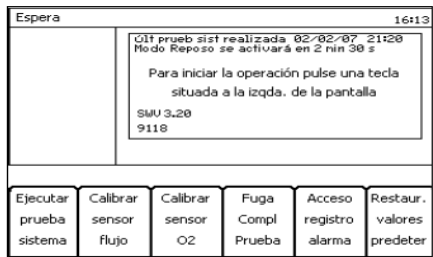 Espera 16:13
últ prueb sist realizada 02/02/07 21:20
Modo Reposo se activará en 2 min 30 s
Para iniciar la operación pulse una tecla
situada a la izqda. de la pantalla
SWV 3.20
9118
Ejecutar prueba sistema
Calibrar sensor flujo
Calibrar sensor O2
Fuga Compl Prueba
Acceso registro alarma
Restaur. valores predeter